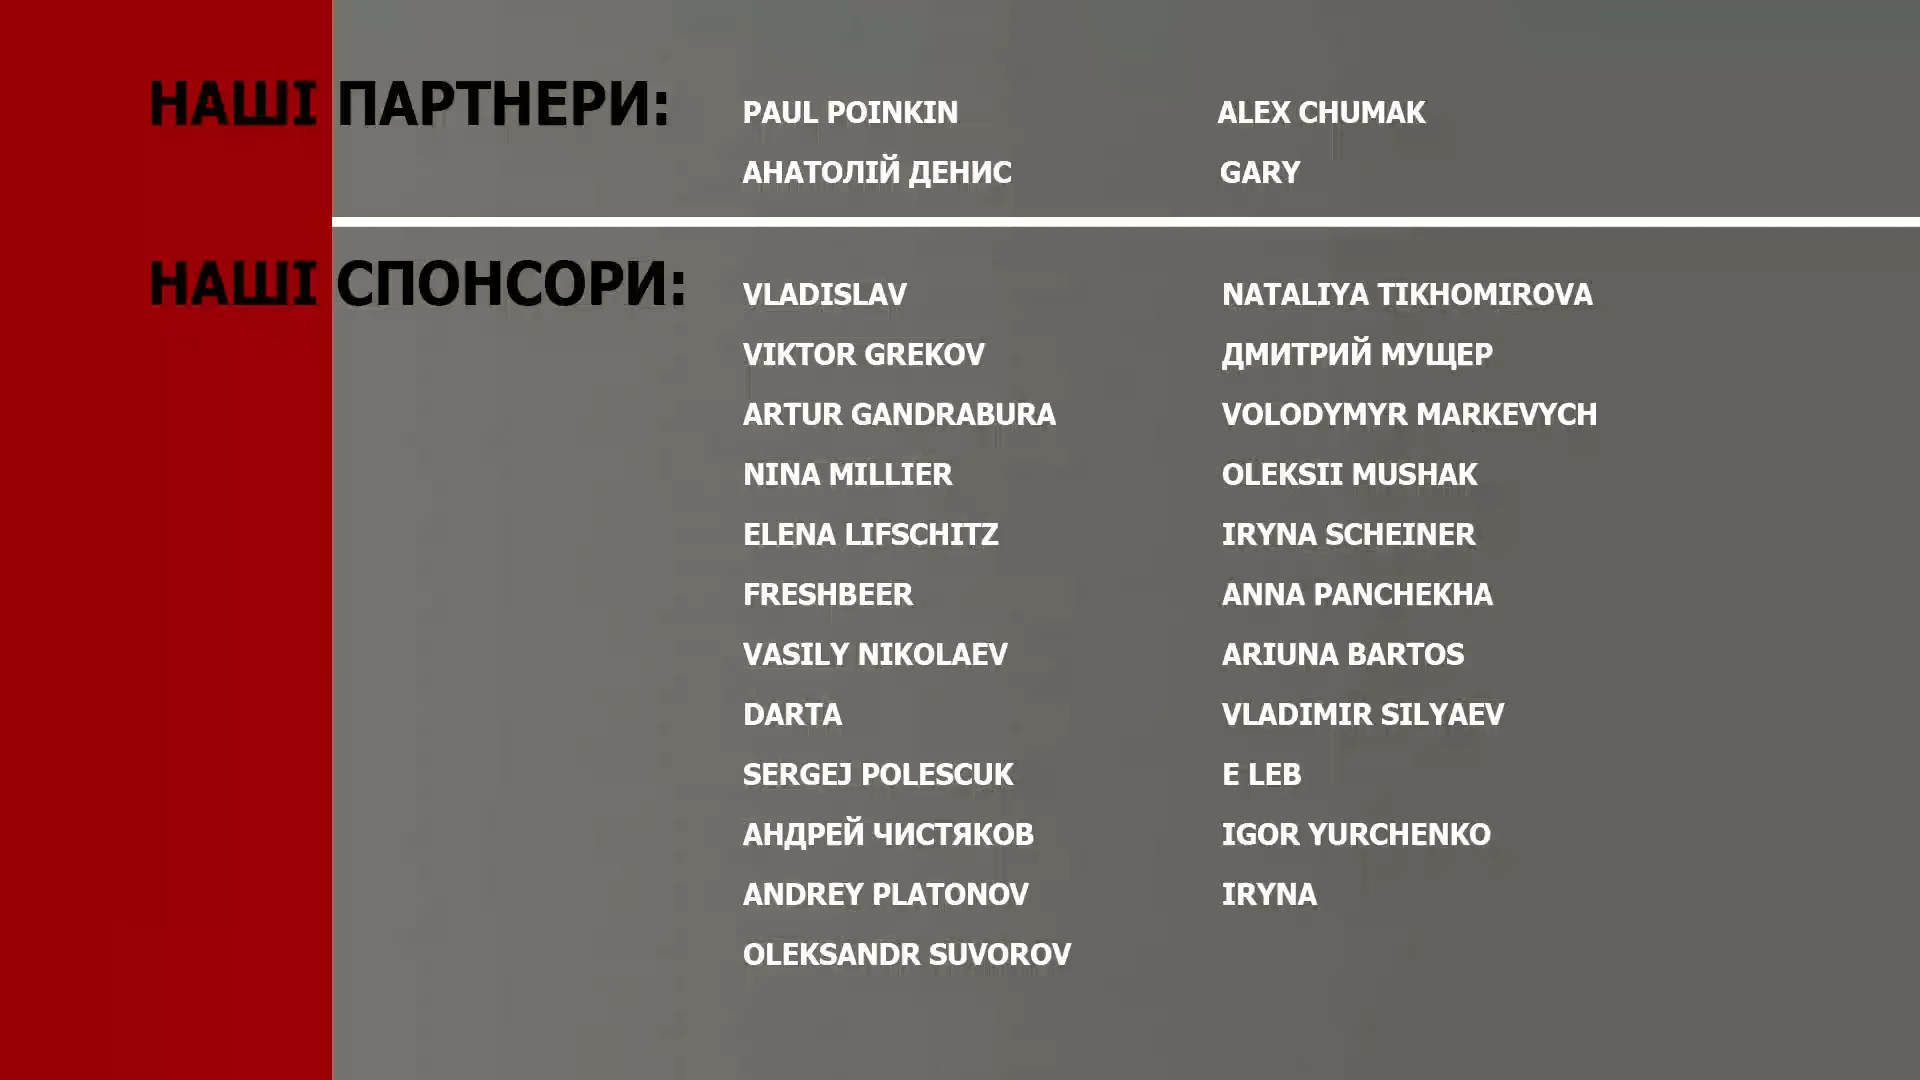 НАШІ ПАРТНЕРИ:
PAUL POINKIN
ALEX CHUMAK
АНАТОЛІЙ ДЕНИС
GARY
НАШІ СПОНСОРИ:
VLADISLAV
NATALIYA TIKHOMIROVA
VIKTOR GREKOV
ДМИТРИЙ МУЩЕР
ARTUR GANDRABURA
VOLODYMYR MARKEVYCH
NINA MILLIER
OLEKSII MUSHAK
ELENA LIFSCHITZ
IRYNA SCHEINER
FRESHBEER
ANNA PANCHEKHA
VASILY NIKOLAEV
ARIUNA BARTOS
DARTA
VLADIMIR SILYAEV
SERGEJ POLESCUK
E LEB
АНДРЕЙ ЧИСТЯКОВ
IGOR YURCHENKO
ANDREY PLATONOV
IRYNA
OLEKSANDR SUVOROV